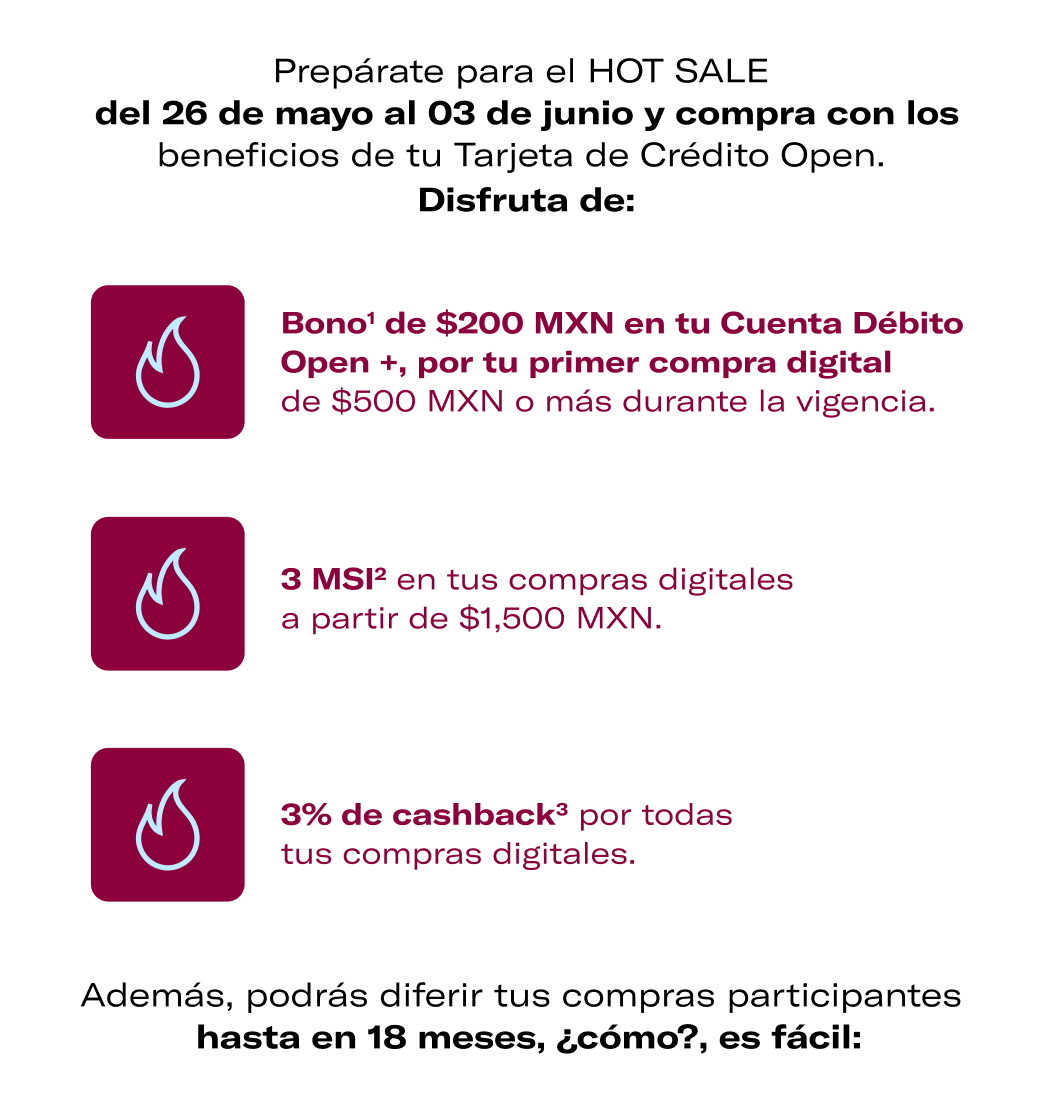 Prepárate para el HOT SALE
del 26 de mayo al 03 de junio y compra con los
beneficios de tu Tarjeta de Crédito Open.
Disfruta de:
Bono¹ de $200 MXN en tu Cuenta Débito
Open +, por tu primer compra digital
de $500 MXN o más durante la vigencia.
3 MSI² en tus compras digitales
a partir de $1,500 MXN.
3% de cashback³ por todas
tus compras digitales.
Además, podrás diferir tus compras participantes
hasta en 18 meses, ¿cómo?, es fácil: